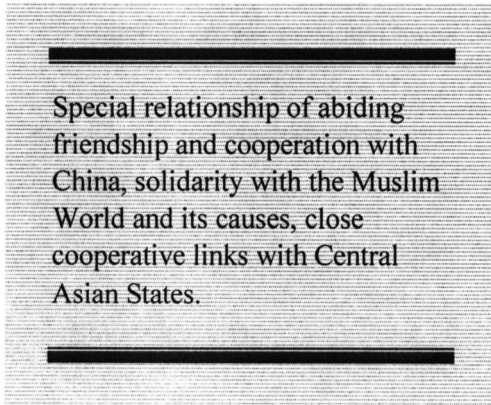 Special relationship of abiding
friendship and cooperation with
China, solidarity with the Muslim
World and its causes, close
cooperative links with Central
Asian States.